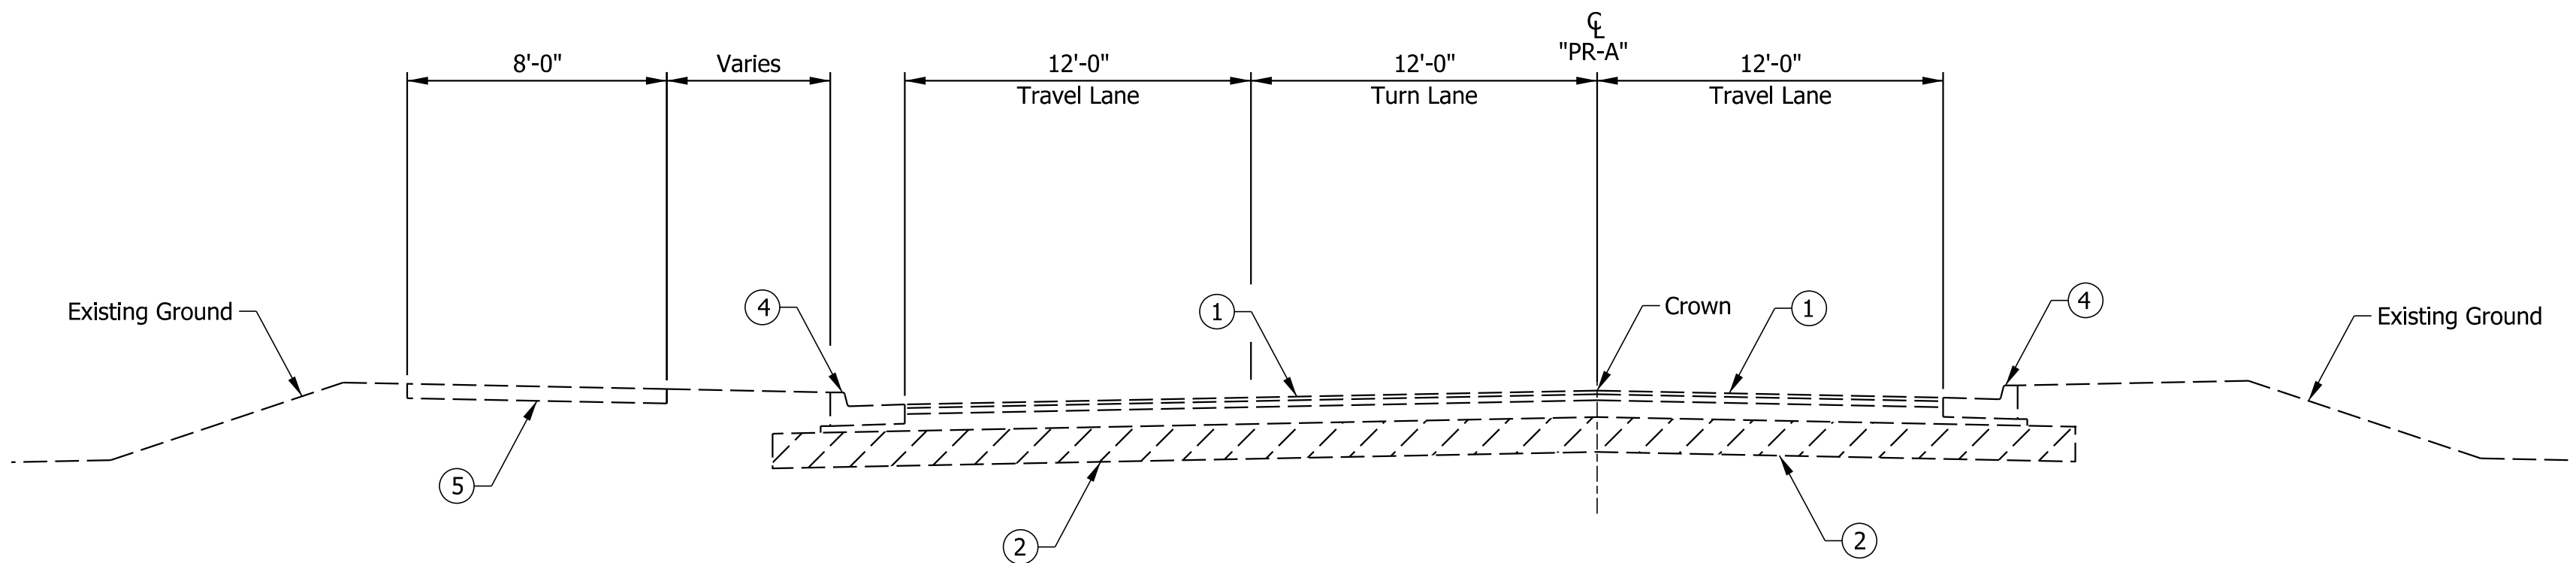 ℄
"PR-A"
8'-0"
Varies
12'-0"
12'-0"
12'-0"
Travel Lane
Turn Lane
Travel Lane
Existing Ground
4
1
Crown
1
4
Existing Ground
5
2
2